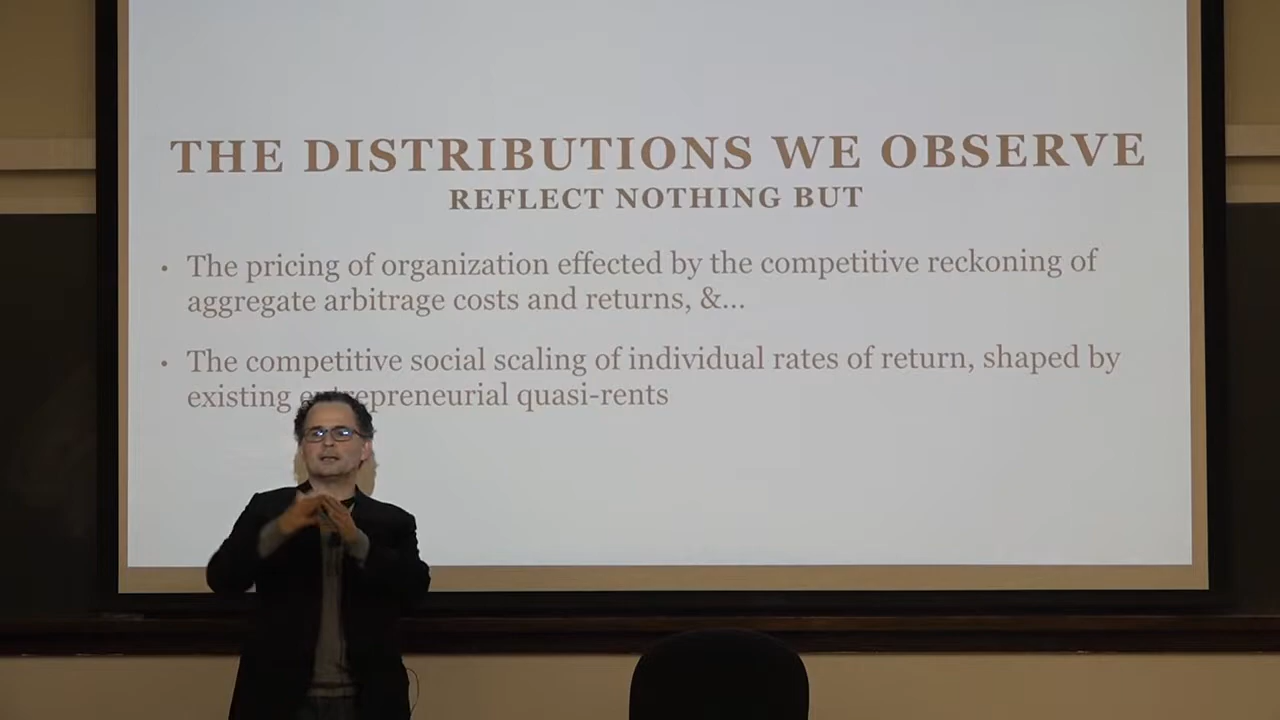 THE DISTRIBUTIONS WE OBSERVE
REFLECT NOTHING BUT
• The pricing of organization effected by the competitive reckoning of
aggregate arbitrage costs and returns, &...
• The competitive social scaling of individual rates of return, shaped by
existing entrepreneurial quasi-rents